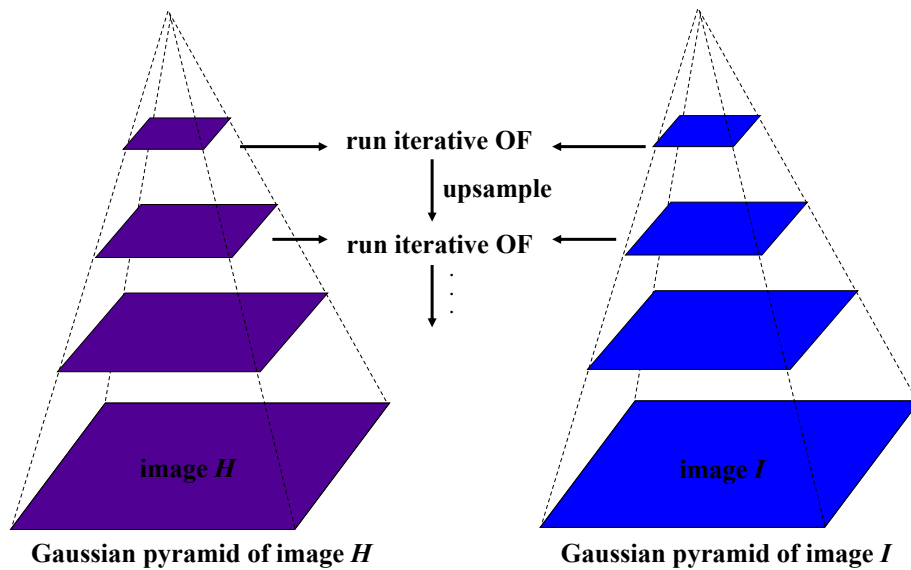 run iterative OF
upsample
run iterative OF
.
.
.
image H
image I
Gaussian pyramid of image H
Gaussian pyramid of image I